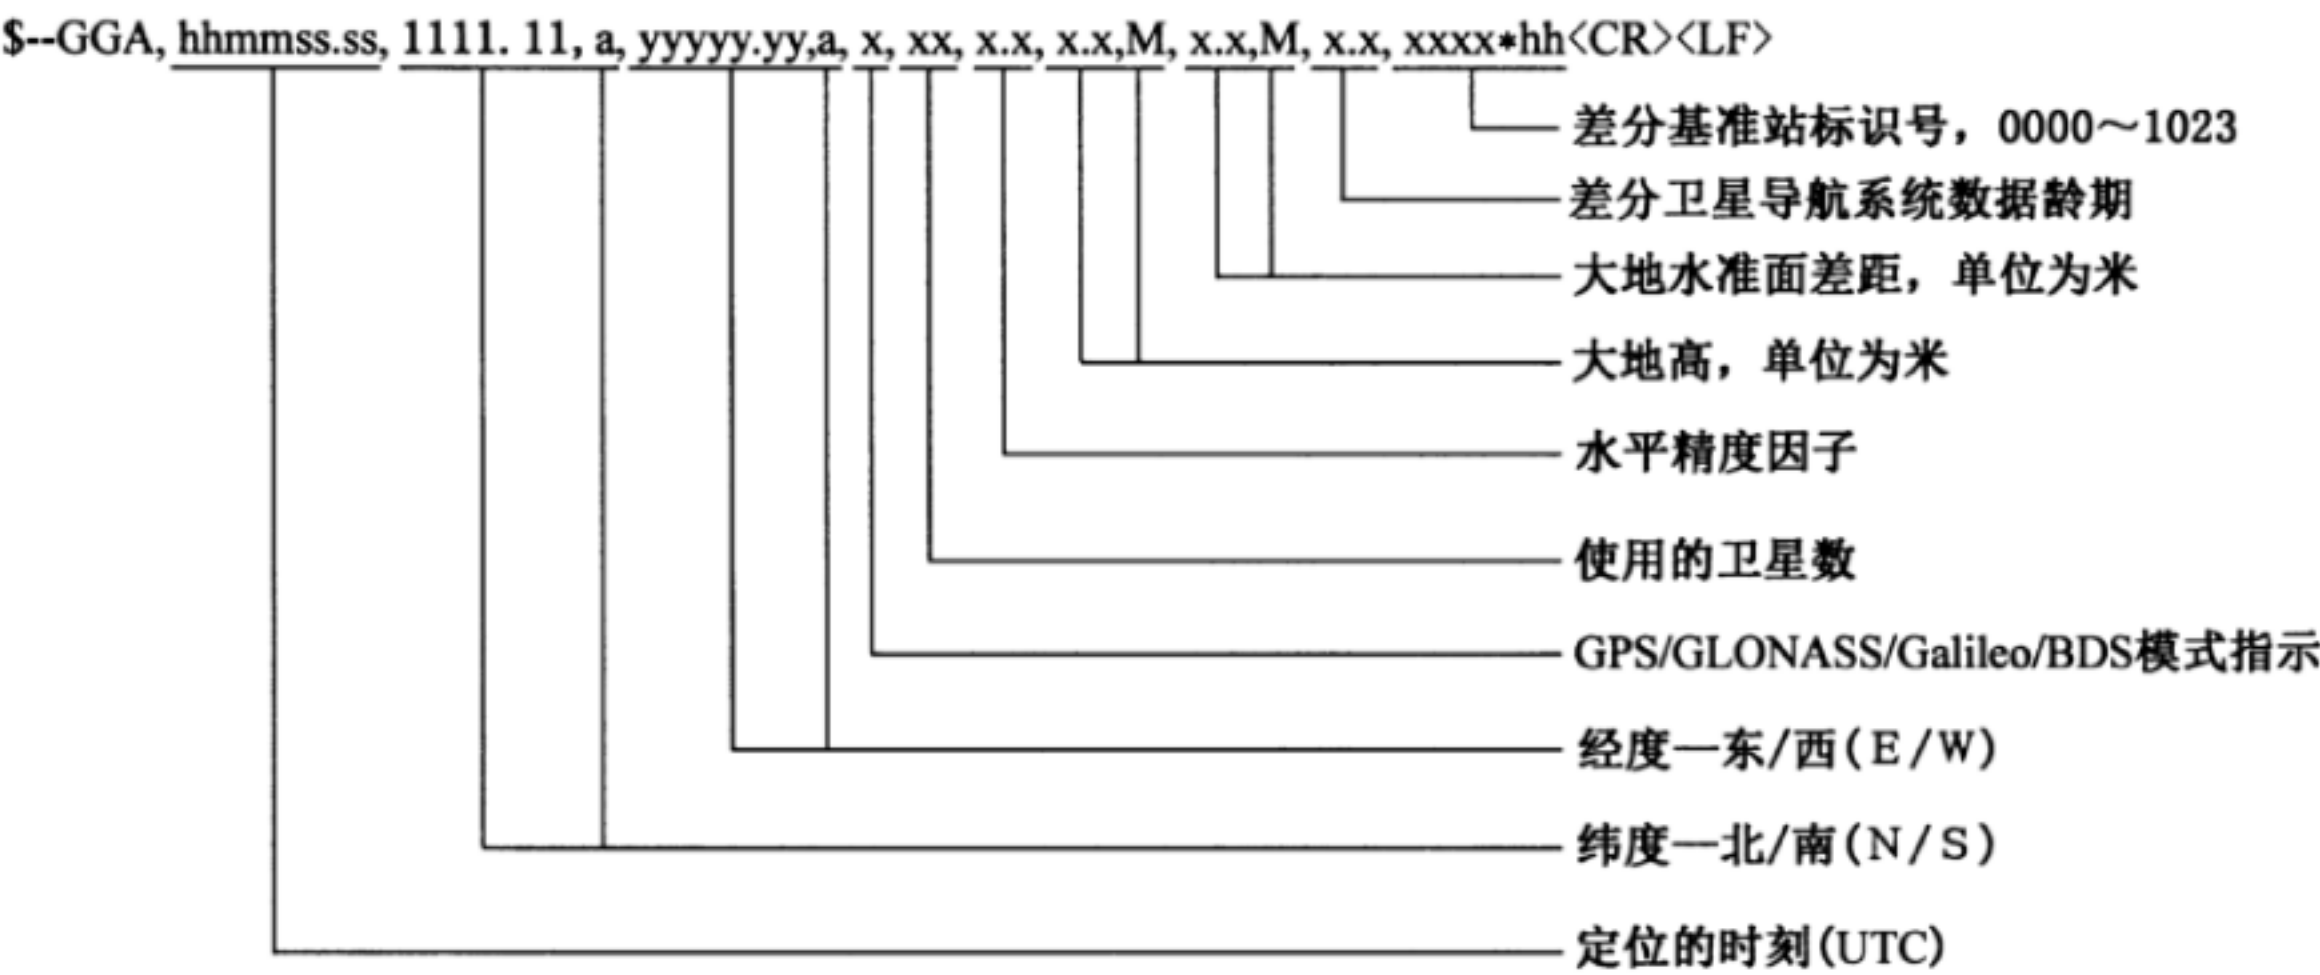 $--GGA, hhmmss.ss, 1111. 11, a, yyyyy.yy,a, x, xx, x.x, x.x,M, x.x,M, x.x, xxxx*hh<CR><LF>
差分基准站标识号，0000～1023
差分卫星导航系统数据龄期
大地水准面差距，单位为米
大地高，单位为米
水平精度因子
使用的卫星数
GPS/GLONASS/Galileo/BDS模式指示
经度—东/西(E/W)
纬度—北/南(N/S)
定位的时刻(UTC)